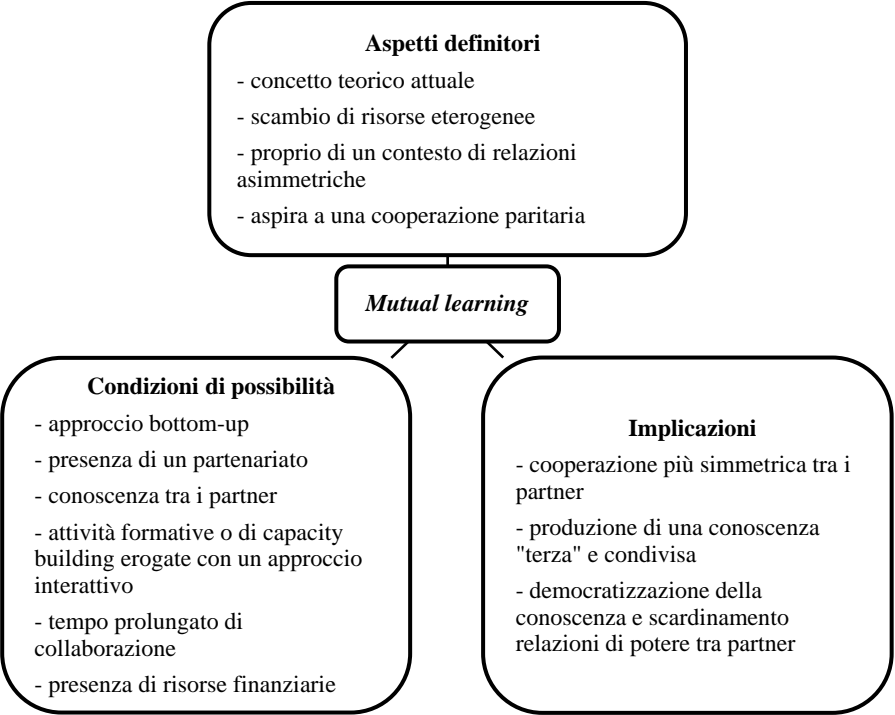 Aspetti definitori
- concetto teorico attuale
- scambio di risorse eterogenee
- proprio di un contesto di relazioni
asimmetriche
- aspira a una cooperazione paritaria
Mutual learning
Condizioni di possibilità
- approccio bottom-up
- presenza di un partenariato
- conoscenza tra i partner
- attività formative o di capacity
building erogate con un approccio
interattivo
- tempo prolungato di
collaborazione
- presenza di risorse finanziarie
Implicazioni
- cooperazione più simmetrica tra i
partner
- produzione di una conoscenza
"terza" e condivisa
- democratizzazione della
conoscenza e scardinamento
relazioni di potere tra partner